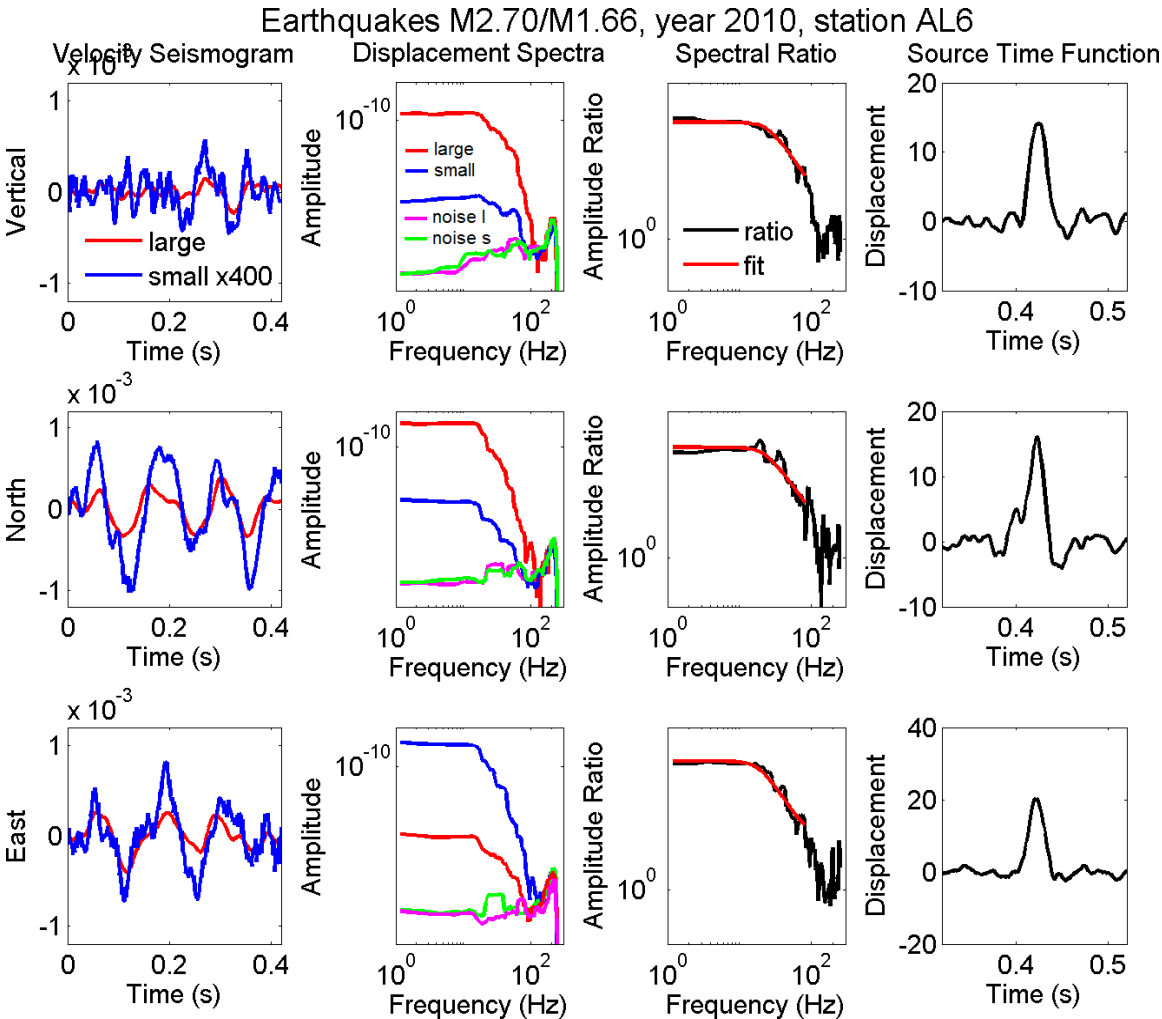 Earthquakes M2.70/M1.66, year 2010, station AL6
Velocity Seismogram
Displacement Spectra
Spectral Ratio
Source Time Function
x 10
1
0
-1
Vertical
large
small x400
0 0.2 0.4
Time (s)
Amplitude
10^-10
large
small
noise l
noise s
10^0 10^2
Frequency (Hz)
Amplitude Ratio
10^0
ratio
fit
10^0 10^2
Frequency (Hz)
Displacement
20
10
0
-10
0.4 0.5
Time (s)
x 10^-3
1
0
-1
North
0 0.2 0.4
Time (s)
Amplitude
10^-10
10^0 10^2
Frequency (Hz)
Amplitude Ratio
10^0
10^0 10^2
Frequency (Hz)
Displacement
20
10
0
-10
0.4 0.5
Time (s)
x 10^-3
1
0
-1
East
0 0.2 0.4
Time (s)
Amplitude
10^-10
10^0 10^2
Frequency (Hz)
Amplitude Ratio
10^0
10^0 10^2
Frequency (Hz)
Displacement
40
20
0
-20
0.4 0.5
Time (s)